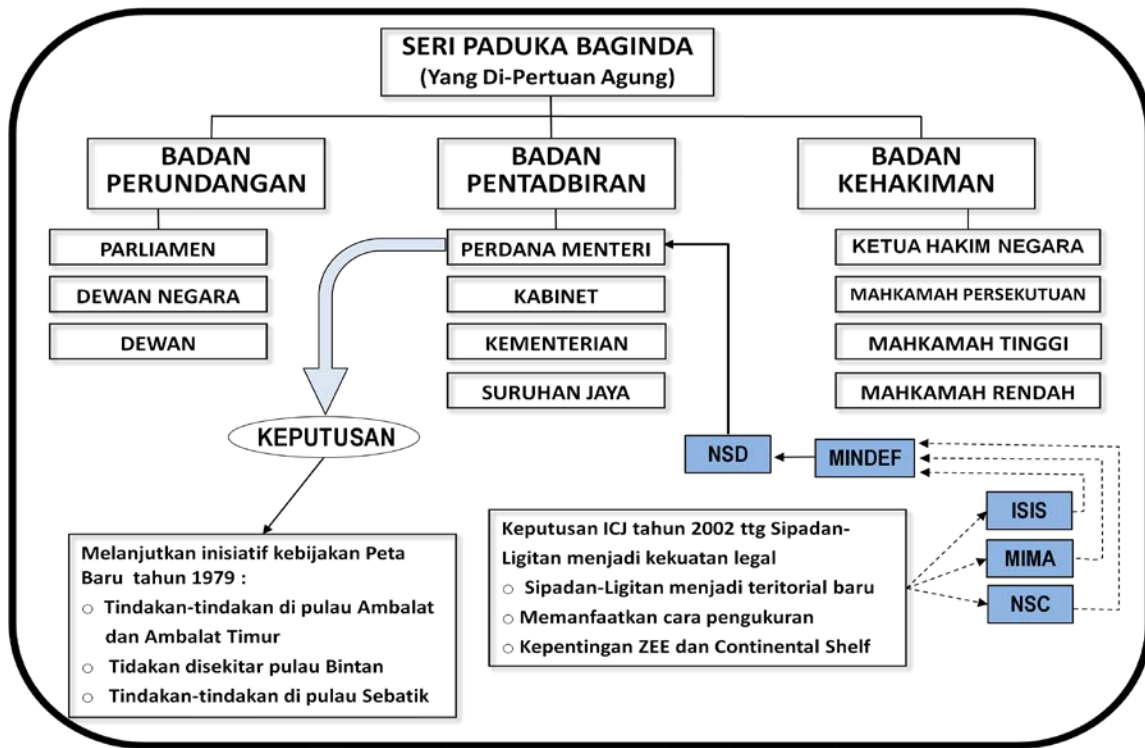 SERI PADUKA BAGINDA
(Yang Di-Pertuan Agung)
BADAN
PERUNDANGAN
PARLIAMEN
DEWAN NEGARA
DEWAN
BADAN
PENTADBIRAN
PERDANA MENTERI
KABINET
KEMENTERIAN
SURUHAN JAYA
BADAN
KEHAKIMAN
KETUA HAKIM NEGARA
MAHKAMAH PERSEKUTUAN
MAHKAMAH TINGGI
MAHKAMAH RENDAH
KEPUTUSAN
NSD
MINDEF
ISIS
MIMA
NSC
Melanjutkan inisiatif kebijakan Peta
Baru tahun 1979 :
○ Tindakan-tindakan di pulau Ambalat
dan Ambalat Timur
○ Tidakan disekitar pulau Bintan
○ Tindakan-tindakan di pulau Sebatik
Keputusan ICJ tahun 2002 ttg Sipadan-
Ligitan menjadi kekuatan legal
○ Sipadan-Ligitan menjadi teritorial baru
○ Memanfaatkan cara pengukuran
○ Kepentingan ZEE dan Continental Shelf